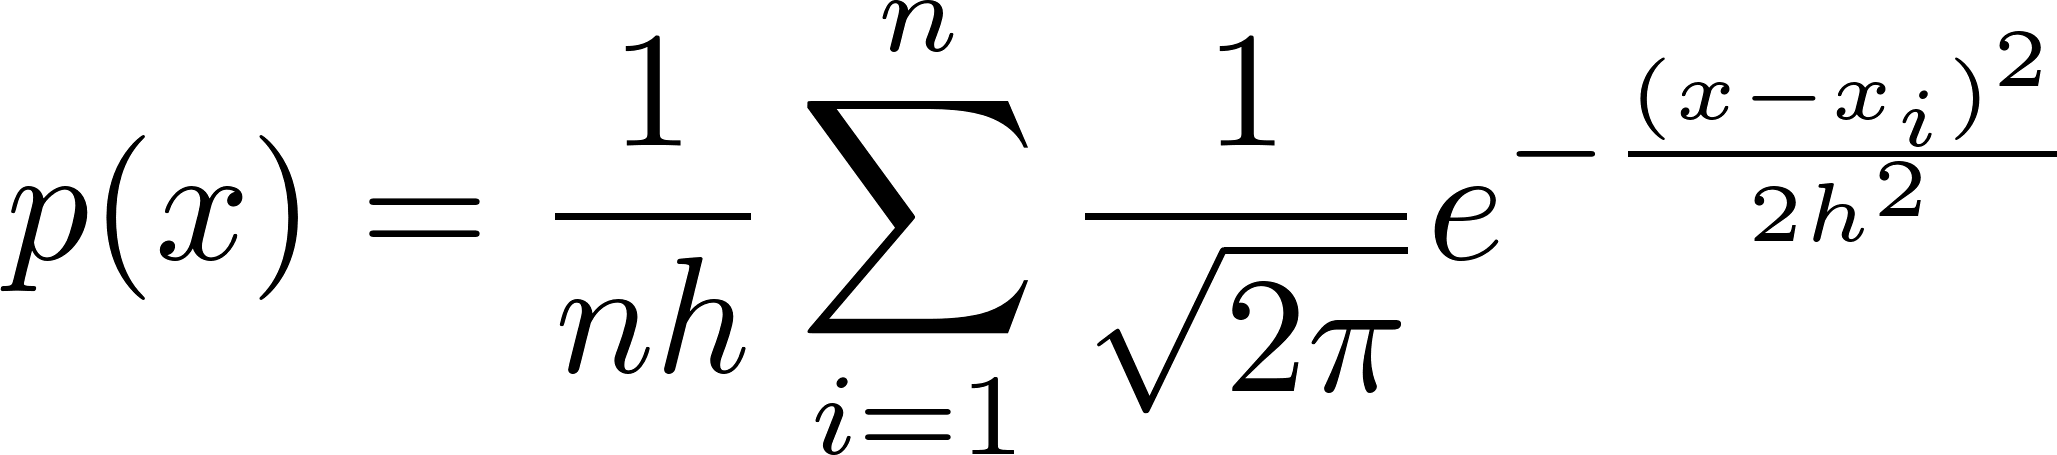 p(x) = \frac{1}{nh} \sum_{i=1}^{n} \frac{1}{\sqrt{2\pi}} e^{-\frac{(x-x_i)^2}{2h^2}}